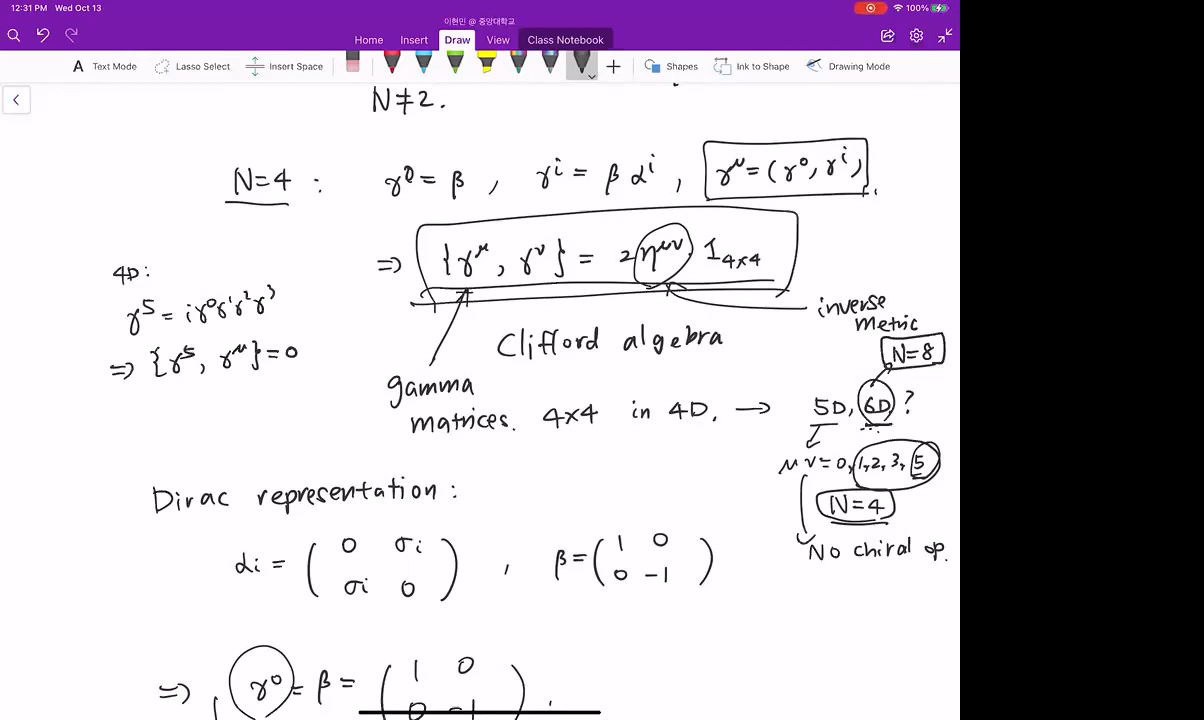 12:31 PM Wed Oct 13
100%
이현민 @ 중앙대학교
Home Insert Draw View Class Notebook
Text Mode Lasso Select Insert Space Shapes Ink to Shape Drawing Mode
N≠2.
N=4 : γ⁰ = β , γⁱ = β αⁱ , γ^μ = (γ⁰, γⁱ) .
⇒ {γ^μ , γ^ν} = 2η^μν 1₄ₓ₄
inverse metric
4D:
γ⁵ = iγ⁰γ¹γ²γ³
⇒ {γ⁵, γ^μ} = 0
Clifford algebra
N=8
gamma matrices. 4x4 in 4D. → 5D, 6D ?
μ ν = 0, 1, 2, 3, 5
N=4
No chiral op.
Dirac representation :
αi = ( 0 σi
σi 0 ) , β = ( 1 0
0 -1 )
⇒ γ⁰ = β = ( 1 0
0 -1 ) .